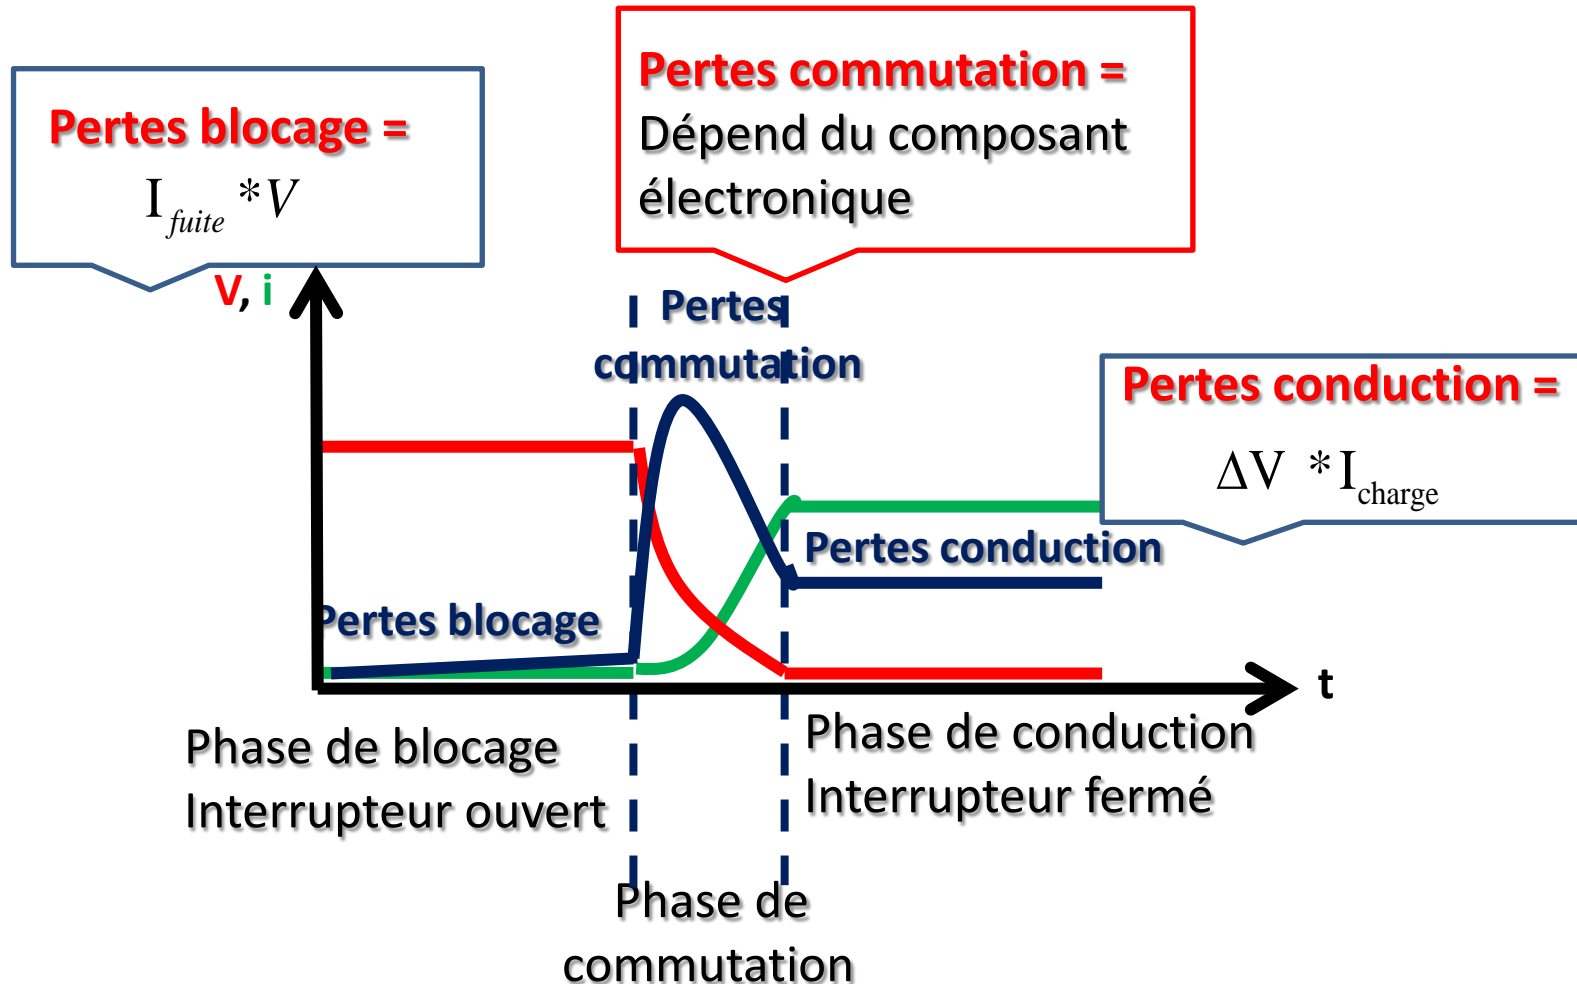 Pertes blocage =
I fuite * V
Pertes commutation =
Dépend du composant
électronique
V, i
Pertes
commutation
Pertes conduction =
ΔV * I charge
Pertes conduction
Pertes blocage
t
Phase de blocage
Interrupteur ouvert
Phase de conduction
Interrupteur fermé
Phase de
commutation